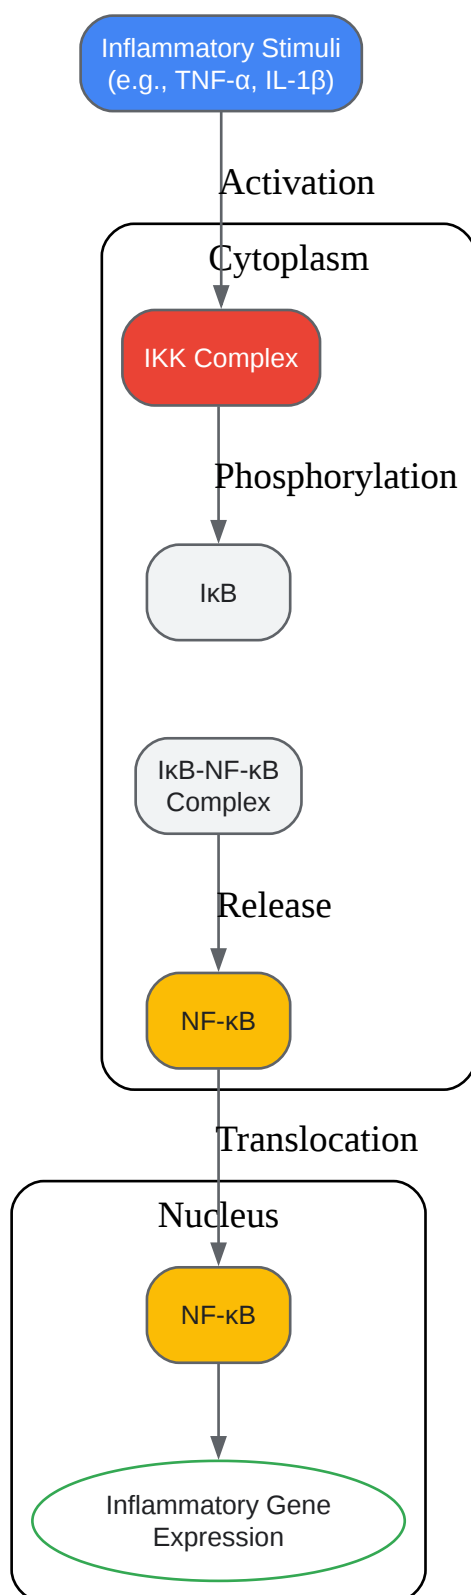 Inflammatory Stimuli
(e.g., TNF-α, IL-1β)
Activation
Cytoplasm
IKK Complex
Phosphorylation
IκB
IκB-NF-κB
Complex
Release
NF-κB
Translocation
Nucleus
NF-κB
Inflammatory Gene
Expression